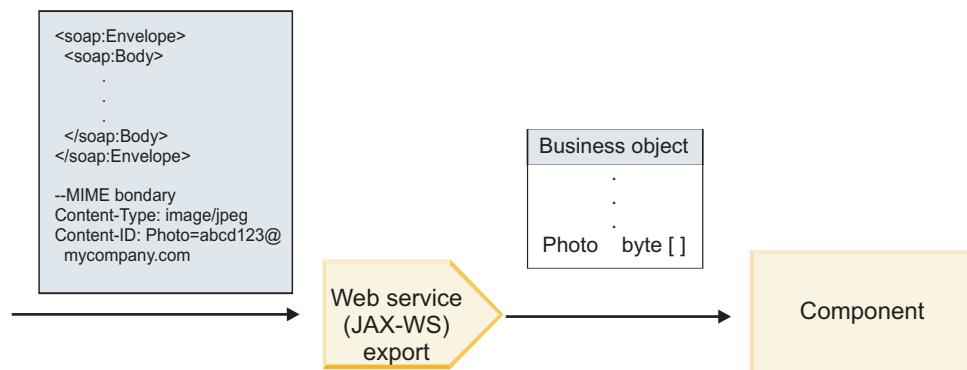 <soap:Envelope>
<soap:Body>
.
.
.
</soap:Body>
</soap:Envelope>
--MIME bondary
Content-Type: image/jpeg
Content-ID: Photo=abcd123@
mycompany.com
Web service
(JAX-WS)
export
Business object
.
.
.
Photo byte [ ]
Component